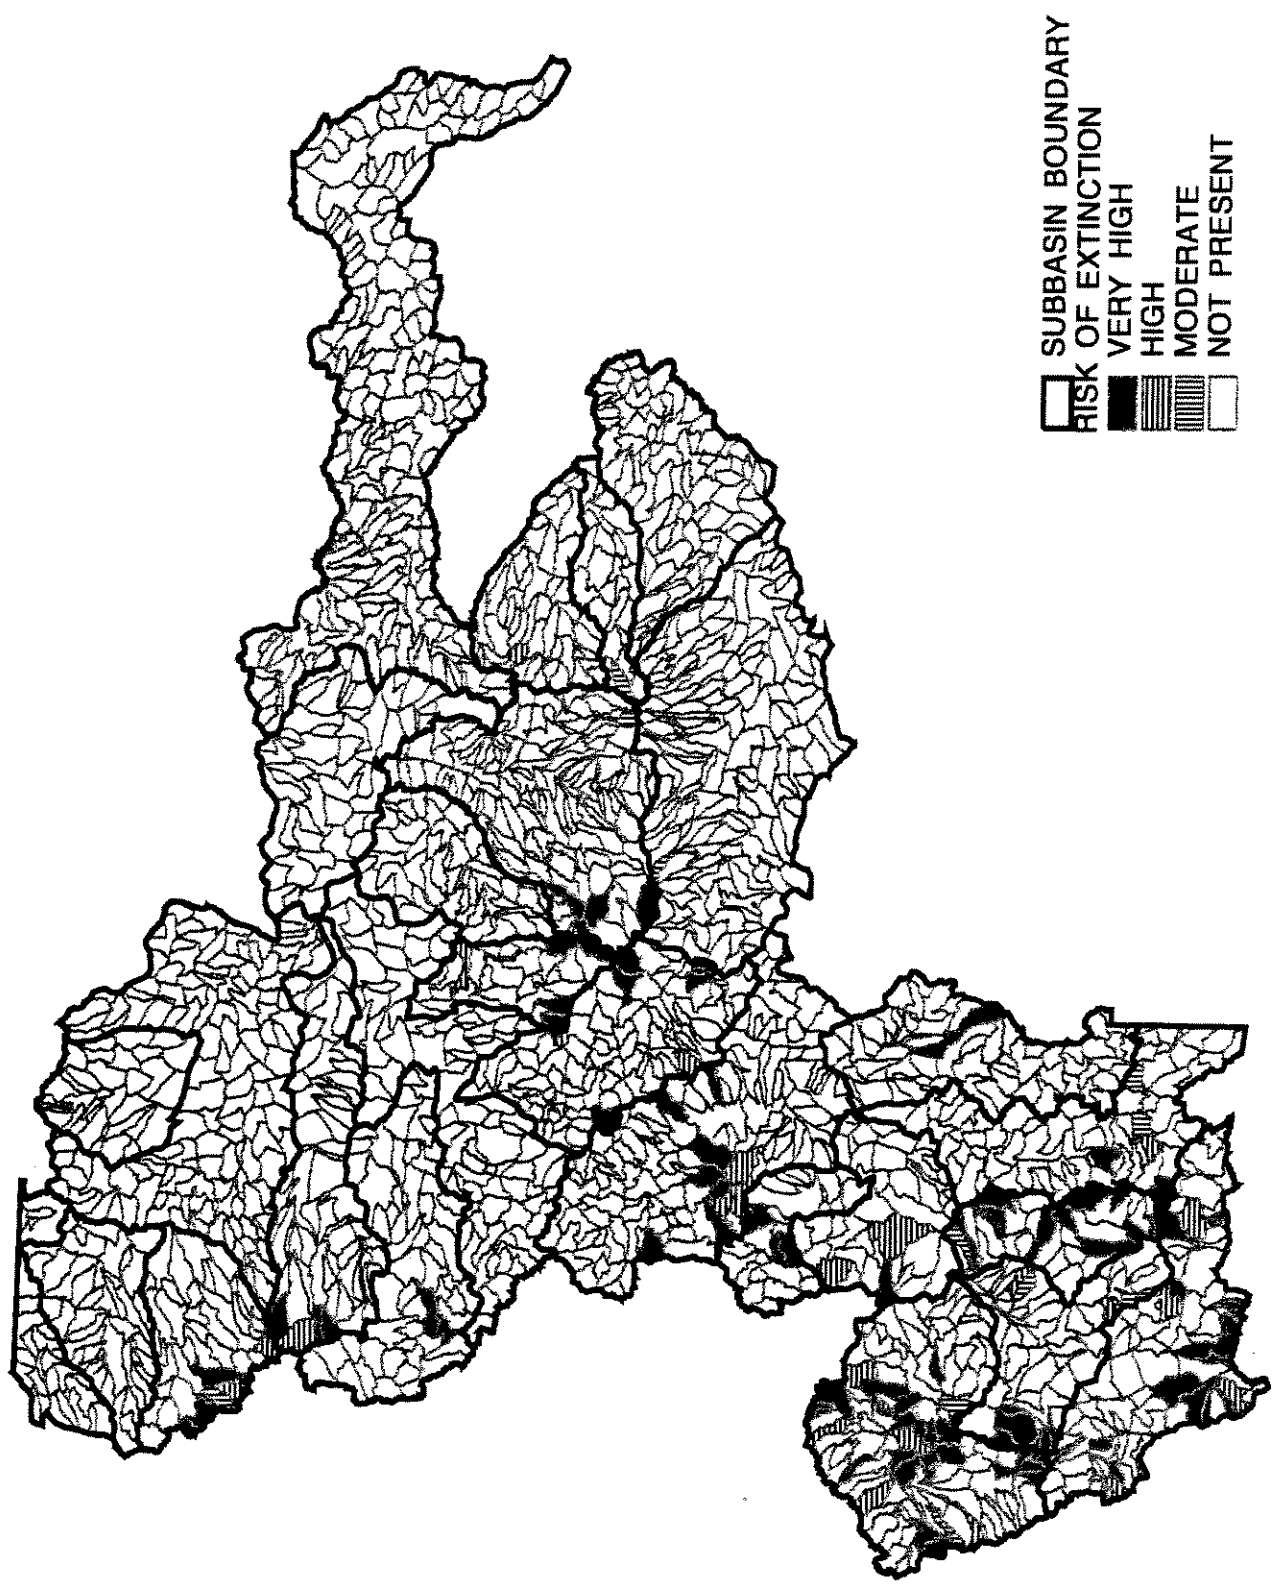 SUBBASIN BOUNDARY
RISK OF EXTINCTION
VERY HIGH
HIGH
MODERATE
NOT PRESENT